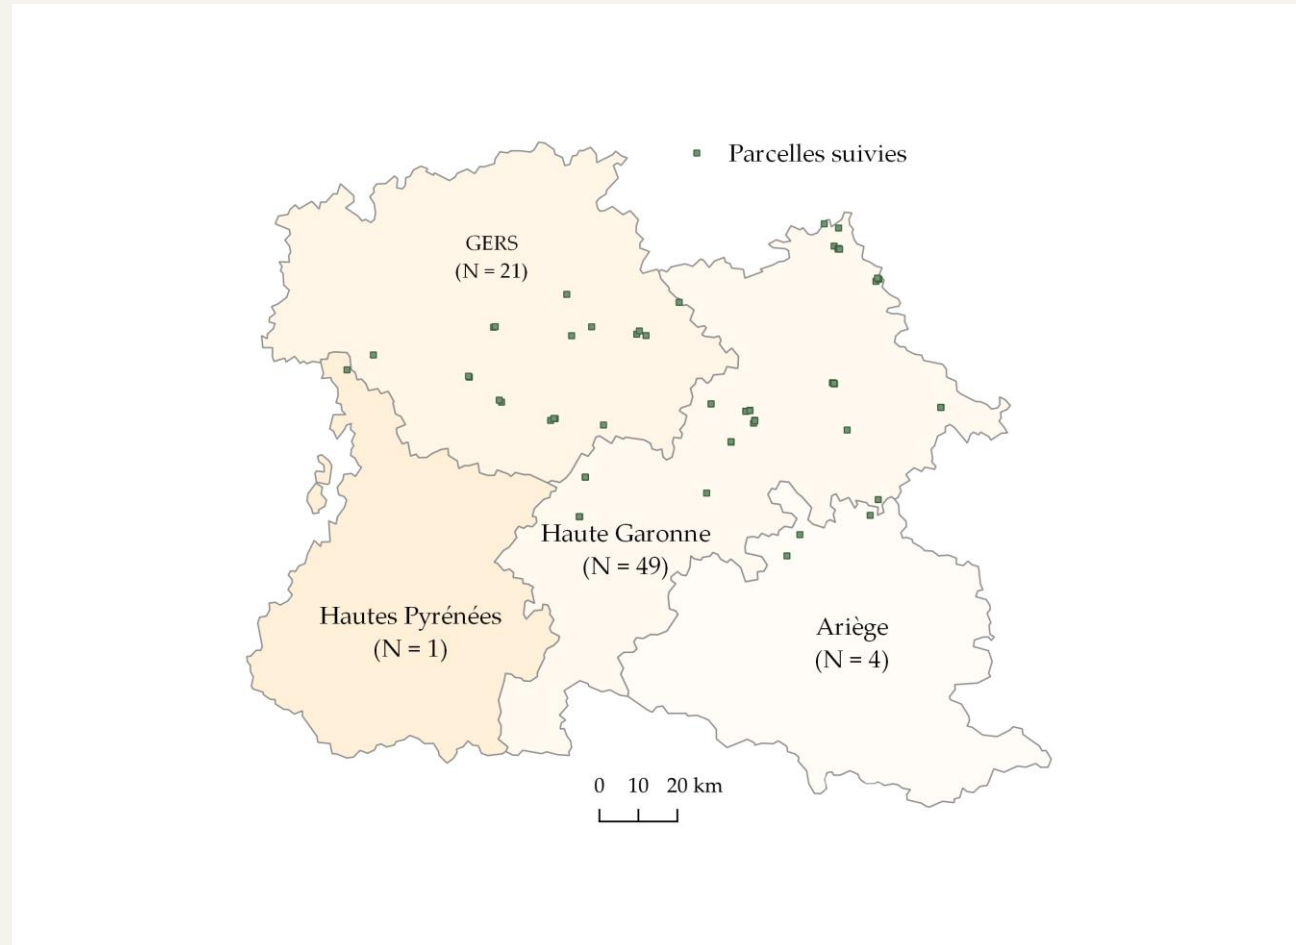 Parcelles suivies
GERS
(N = 21)
Haute Garonne
(N = 49)
Hautes Pyrénées
(N = 1)
Ariège
(N = 4)
0 10 20 km